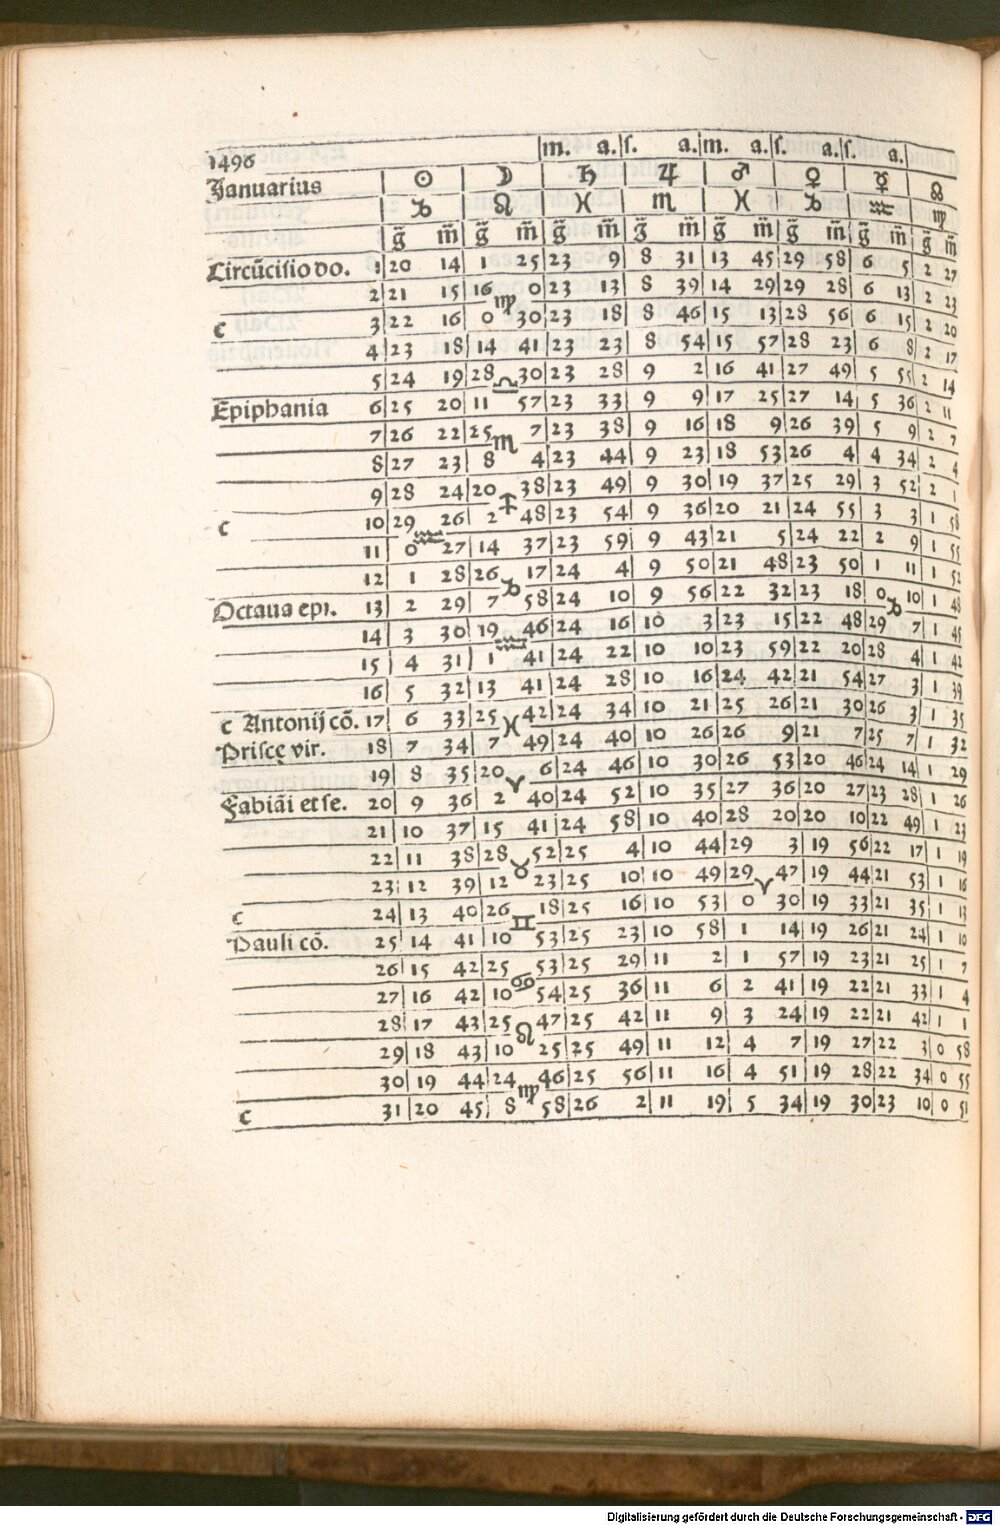 1496 m. a. s. a. m. a. s. a. s. a.
Januarius ☉ ☽ ♄ ♃ ♂ ♀ ☿ ☊
♑ ♌ ♓ ♏ ♓ ♑ ♒ ♍
g̅ m̅ g̅ m̅ g̅ m̅ g̅ m̅ g̅ m̅ g̅ m̅ g̅ m̅ g̅ m̅
Circūcisio do. 1 20 14 1 25 23 9 8 31 13 45 29 58 6 5 2 27
2 21 15 16 0 23 13 8 39 14 29 29 28 6 13 2 23
c 3 22 16 0 ♍ 30 23 18 8 46 15 13 28 56 6 15 2 20
4 23 18 14 41 23 23 8 54 15 57 28 23 6 8 2 17
5 24 19 28 30 23 28 9 2 16 41 27 49 5 55 2 14
Epiphania 6 25 20 11 ♎ 57 23 33 9 9 17 25 27 14 5 36 2 11
7 26 22 25 7 23 38 9 16 18 9 26 39 5 9 2 7
8 27 23 8 ♏ 4 23 44 9 23 18 53 26 4 4 34 2 4
9 28 24 20 38 23 49 9 30 19 37 25 29 3 52 2 1
c 10 29 26 2 ♐ 48 23 54 9 36 20 21 24 55 3 3 1 58
11 0 ♒ 27 14 37 23 59 9 43 21 5 24 22 2 9 1 55
12 1 28 26 17 24 4 9 50 21 48 23 50 1 11 1 52
Octaua epi. 13 2 29 7 ♑ 58 24 10 9 56 22 32 23 18 0 10 1 48
14 3 30 19 46 24 16 10 3 23 15 22 48 29 ♑ 7 1 45
15 4 31 1 ♒ 41 24 22 10 10 23 59 22 20 28 4 1 42
16 5 32 13 41 24 28 10 16 24 42 21 54 27 3 1 39
c Antonij cō. 17 6 33 25 42 24 34 10 21 25 26 21 30 26 3 1 35
Priscę vir. 18 7 34 7 ♓ 49 24 40 10 26 26 9 21 7 25 7 1 32
19 8 35 20 6 24 46 10 30 26 53 20 46 24 14 1 29
Fabiāi et se. 20 9 36 2 ♈ 40 24 52 10 35 27 36 20 27 23 28 1 26
21 10 37 15 41 24 58 10 40 28 20 20 10 22 49 1 23
22 11 38 28 52 25 4 10 44 29 3 19 56 22 17 1 19
23 12 39 12 ♉ 23 25 10 10 49 29 47 19 44 21 53 1 16
c 24 13 40 26 18 25 16 10 53 0 ♈ 30 19 33 21 35 1 13
Pauli cō. 25 14 41 10 ♊ 53 25 23 10 58 1 14 19 26 21 24 1 10
26 15 42 25 53 25 29 11 2 1 57 19 23 21 25 1 7
27 16 42 10 ♋ 54 25 36 11 6 2 41 19 22 21 33 1 4
28 17 43 25 47 25 42 11 9 3 24 19 22 21 42 1 1
29 18 43 10 ♌ 25 25 49 11 12 4 7 19 27 22 3 0 58
30 19 44 24 46 25 56 11 16 4 51 19 28 22 34 0 55
c 31 20 45 8 ♍ 58 26 2 11 19 5 34 19 30 23 10 0 51
Digitalisierung gefördert durch die Deutsche Forschungsgemeinschaft - DFG